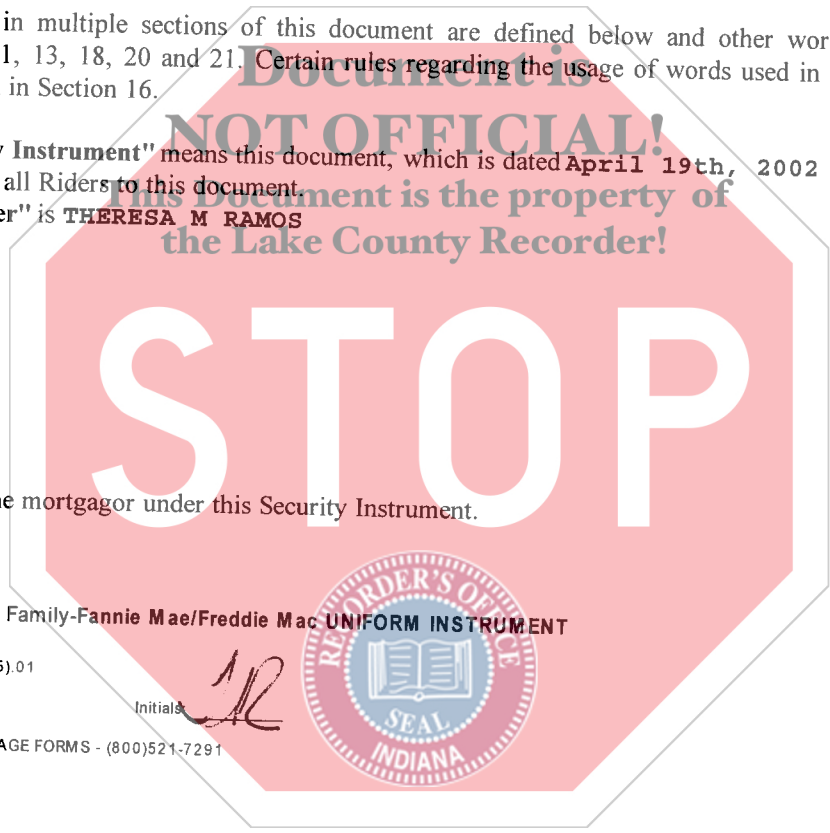 in multiple sections of this document are defined below and other wor
1, 13, 18, 20 and 21. Certain rules regarding the usage of words used in
in Section 16.
Document is
NOT OFFICIAL!
This Document is the property of
the Lake County Recorder!
y Instrument" means this document, which is dated April 19th, 2002
all Riders to this document.
er" is THERESA M RAMOS
STOP
he mortgagor under this Security Instrument.
Family-Fannie Mae/Freddie Mac UNIFORM INSTRUMENT
).01
Initials
AGE FORMS - (800)521-7291
RECORDER'S OFFICE
SEAL
INDIANA